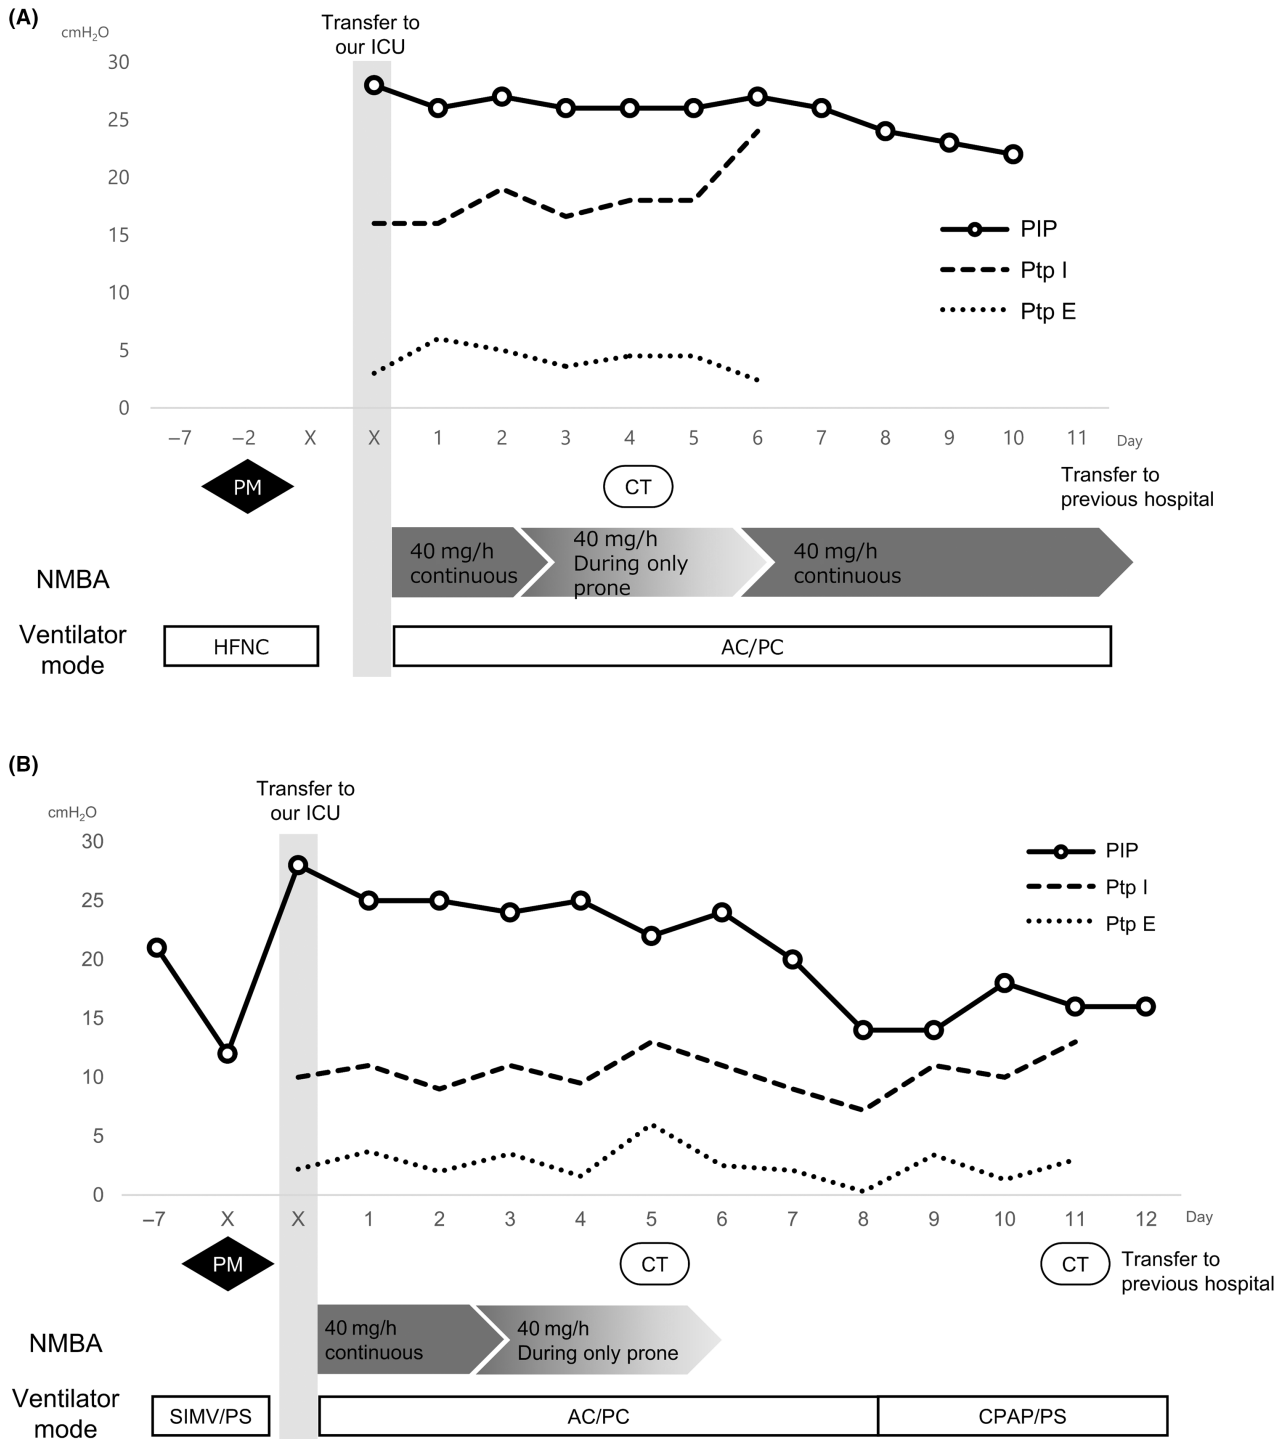 (A)
Transfer to
our ICU
cmH₂O
30
25
20
15
10
5
0
PIP
Ptp I
Ptp E
–7 –2 X X 1 2 3 4 5 6 7 8 9 10 11 Day
PM
CT
Transfer to
previous hospital
NMBA
40 mg/h
continuous
40 mg/h
During only
prone
40 mg/h
continuous
Ventilator
mode
HFNC
AC/PC
(B)
Transfer to
our ICU
cmH₂O
30
25
20
15
10
5
0
PIP
Ptp I
Ptp E
–7 X X 1 2 3 4 5 6 7 8 9 10 11 12 Day
PM
CT
CT
Transfer to
previous hospital
NMBA
40 mg/h
continuous
40 mg/h
During only prone
Ventilator
mode
SIMV/PS
AC/PC
CPAP/PS